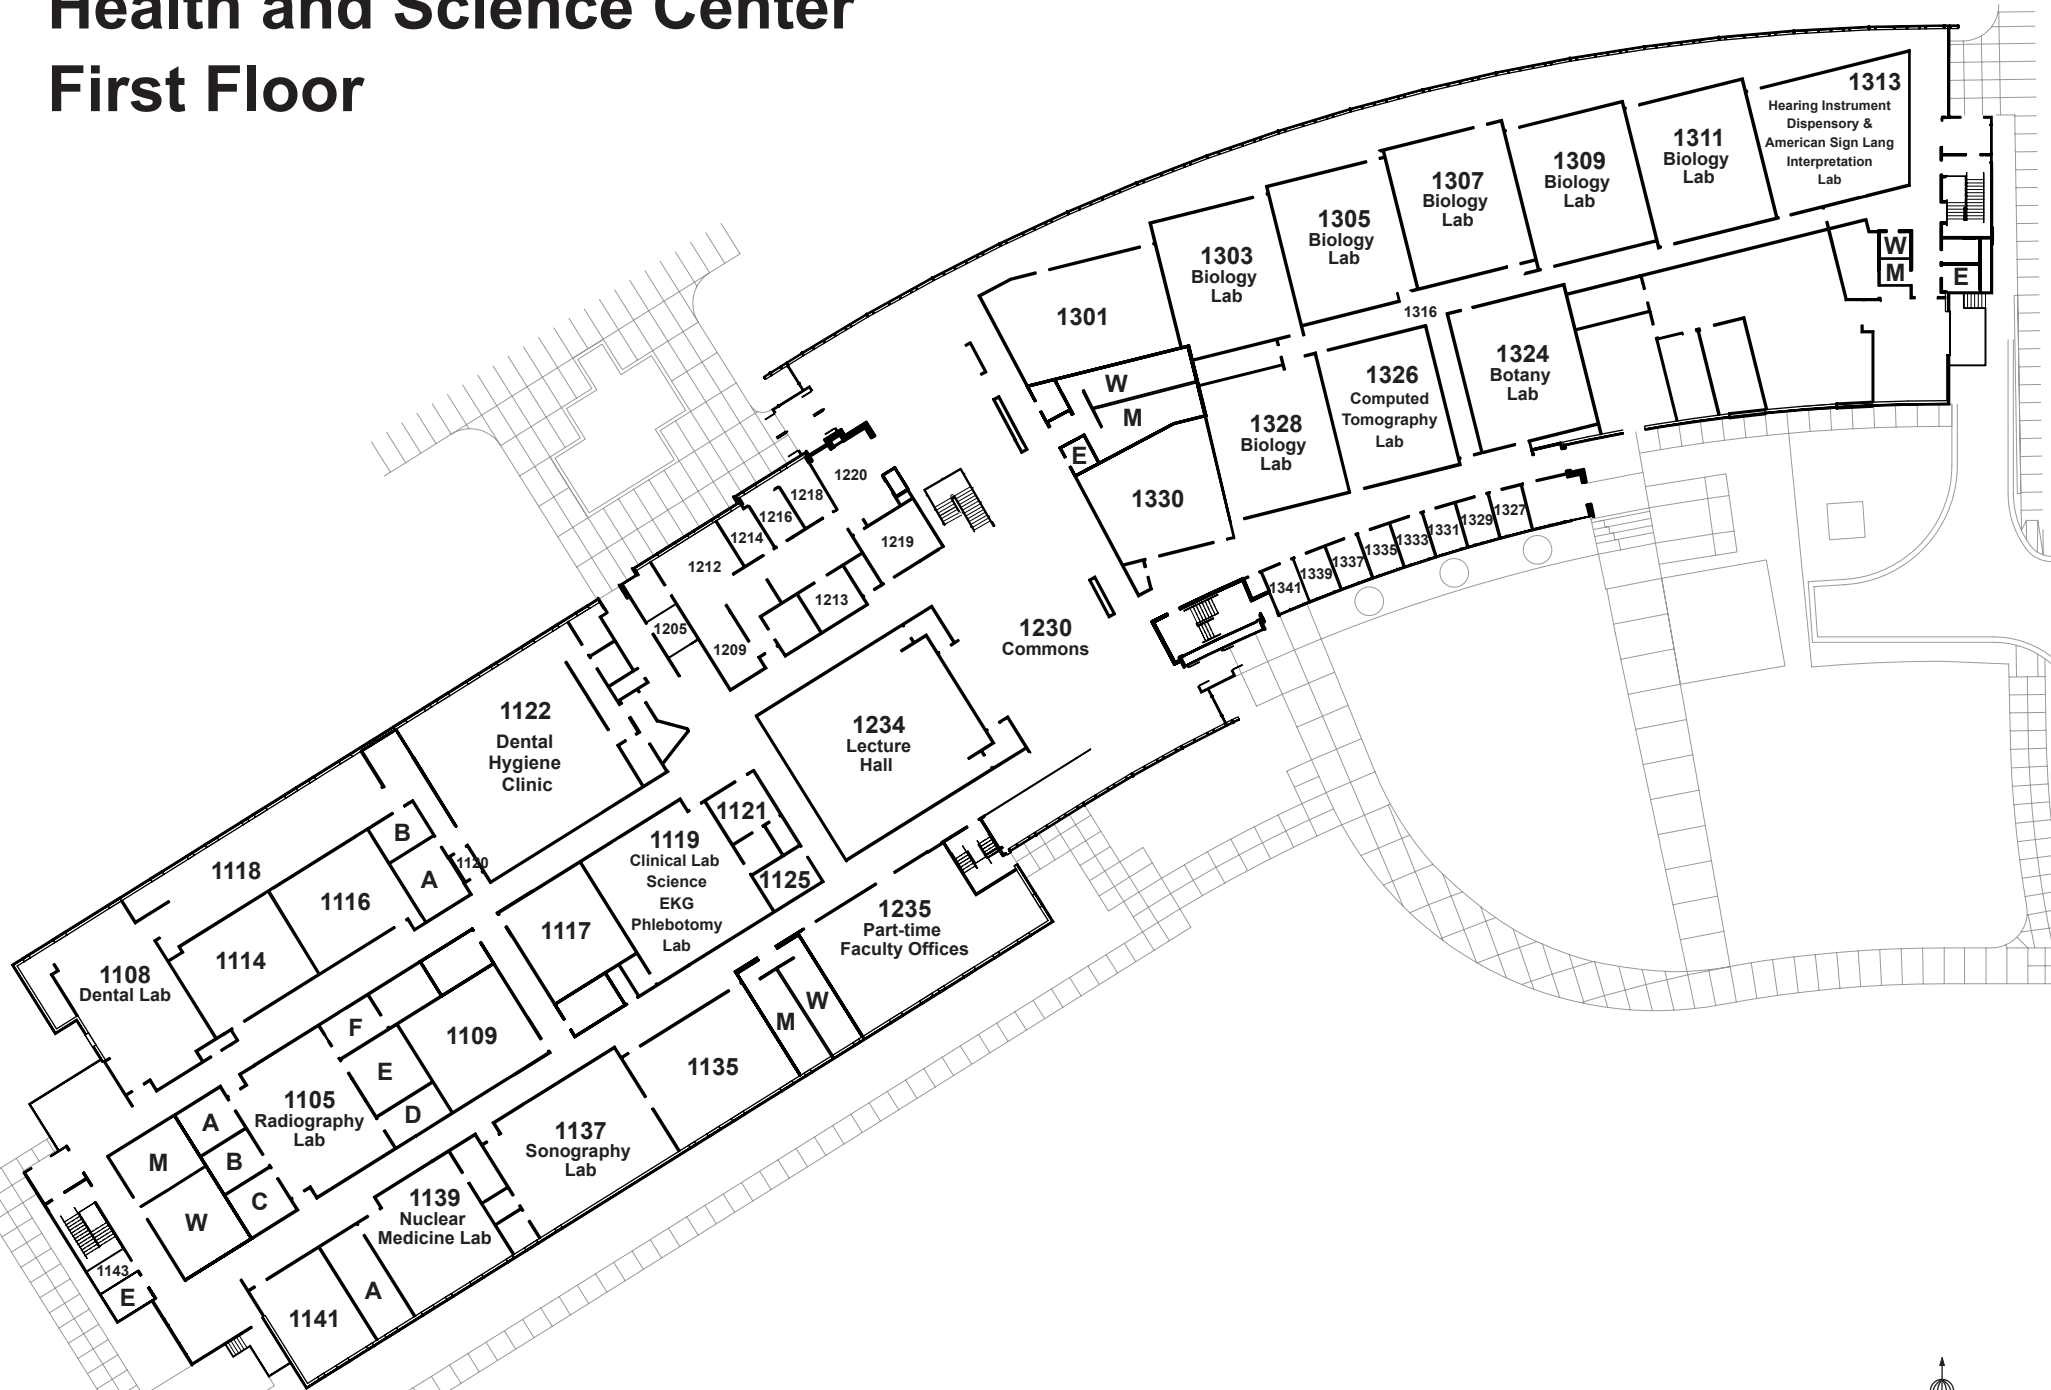 Health and Science Center
First Floor
1313
Hearing Instrument
Dispensory &
American Sign Lang
Interpretation
Lab
1311
Biology
Lab
1309
Biology
Lab
1307
Biology
Lab
1305
Biology
Lab
1303
Biology
Lab
1301
W
M
E
1316
1324
Botany
Lab
1326
Computed
Tomography
Lab
1328
Biology
Lab
W
M
E
1330
1327
1329
1331
1333
1335
1337
1339
1341
1220
1218
1216
1214
1212
1219
1213
1205
1209
1230
Commons
1234
Lecture
Hall
1122
Dental
Hygiene
Clinic
1121
1119
Clinical Lab
Science
EKG
Phlebotomy
Lab
1125
B
A
1120
1118
1116
1114
1117
1235
Part-time
Faculty Offices
1108
Dental Lab
F
E
D
1109
1105
Radiography
Lab
A
B
C
M
W
M
W
1135
1137
Sonography
Lab
1139
Nuclear
Medicine Lab
1143
E
1141
A